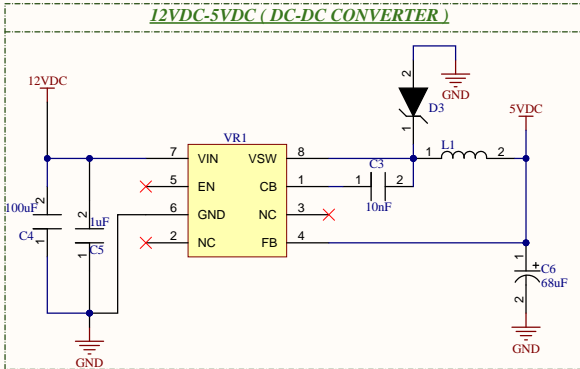 12VDC-5VDC ( DC-DC CONVERTER )
12VDC
2
GND
D3
1
5VDC
VR1
7 VIN VSW 8
1 L1 2
5 EN CB 1
1 C3 2
10nF
6 GND NC 3
2 NC FB 4
2
100uF
1
C4
2
1uF
1
C5
GND
1
+
C6
68uF
2
GND